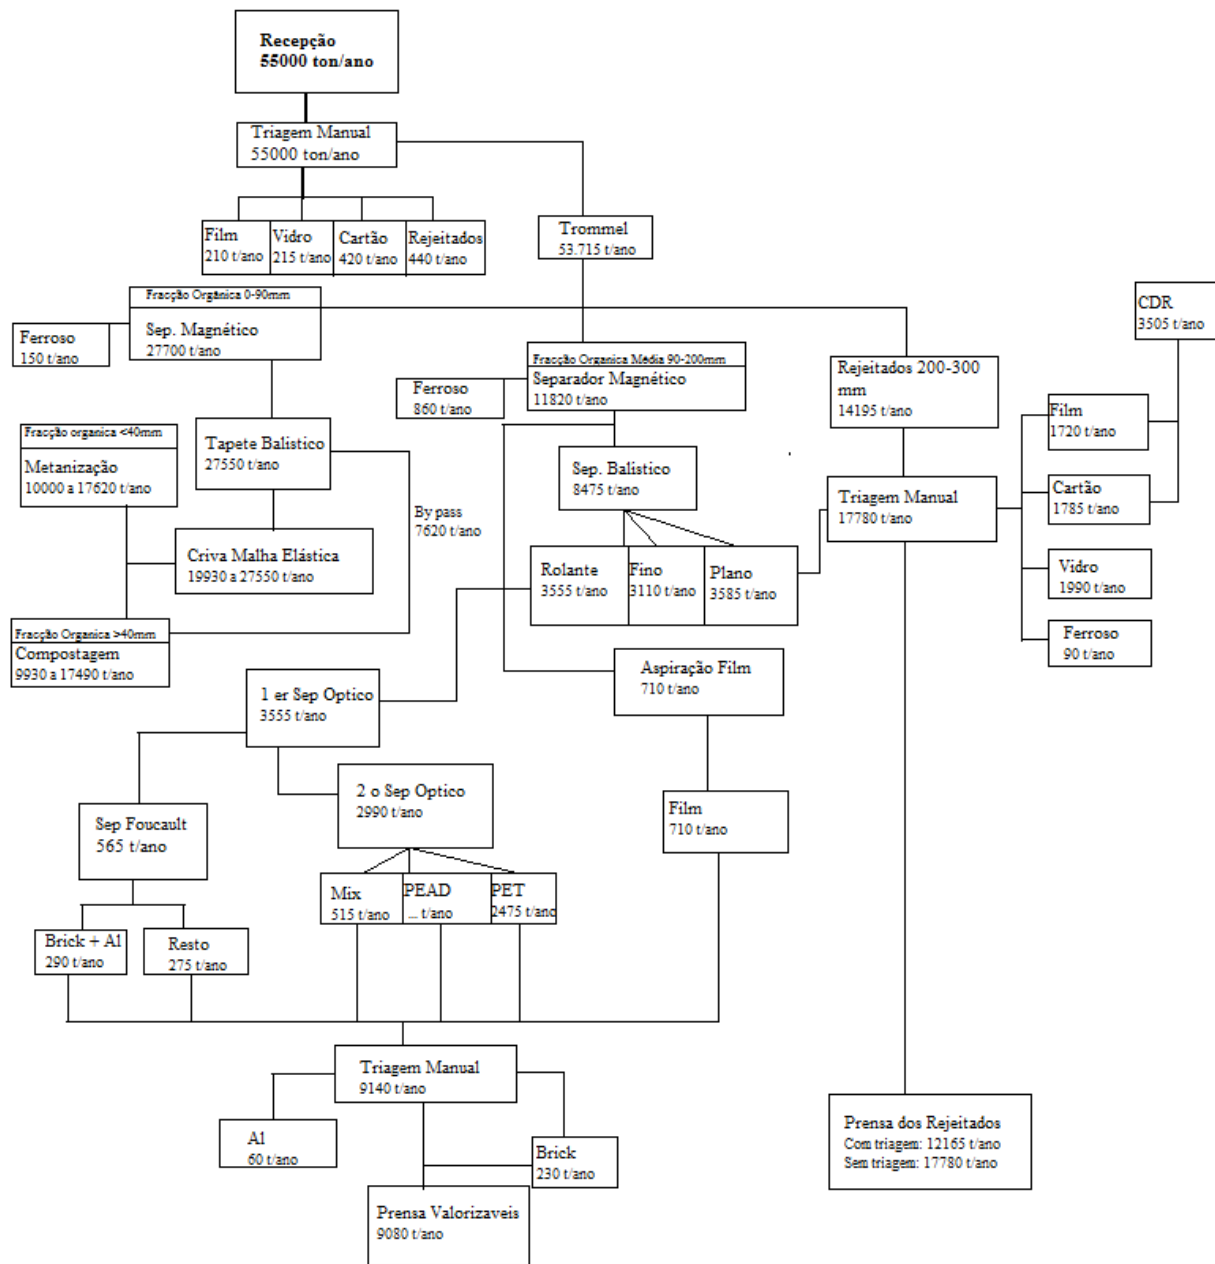 Recepção
55000 ton/ano
Triagem Manual
55000 ton/ano
Film
210 t/ano
Vidro
215 t/ano
Cartão
420 t/ano
Rejeitados
440 t/ano
Trommel
53.715 t/ano
Fracção Orgânica 0-90mm
Sep. Magnético
27700 t/ano
Ferroso
150 t/ano
CDR
3505 t/ano
Fracção Organica Média 90-200mm
Separador Magnético
11820 t/ano
Ferroso
860 t/ano
Rejeitados 200-300
mm
14195 t/ano
Film
1720 t/ano
Fracção organica <40mm
Metanização
10000 a 17620 t/ano
Tapete Balistico
27550 t/ano
Sep. Balistico
8475 t/ano
Triagem Manual
17780 t/ano
Cartão
1785 t/ano
By pass
7620 t/ano
Criva Malha Elástica
19930 a 27550 t/ano
Rolante
3555 t/ano
Fino
3110 t/ano
Plano
3585 t/ano
Vidro
1990 t/ano
Fracção Organica >40mm
Compostagem
9930 a 17490 t/ano
Ferroso
90 t/ano
Aspiração Film
710 t/ano
1 er Sep Optico
3555 t/ano
2 o Sep Optico
2990 t/ano
Film
710 t/ano
Sep Foucault
565 t/ano
Mix
515 t/ano
PEAD
... t/ano
PET
2475 t/ano
Brick + Al
290 t/ano
Resto
275 t/ano
Triagem Manual
9140 t/ano
Al
60 t/ano
Brick
230 t/ano
Prensa dos Rejeitados
Com triagem: 12165 t/ano
Sem triagem: 17780 t/ano
Prensa Valorizaveis
9080 t/ano